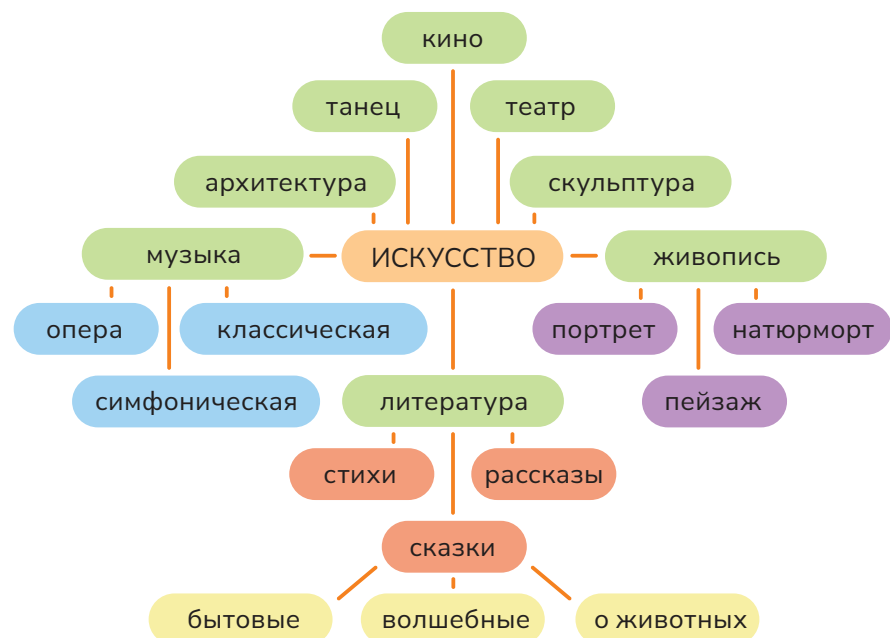 кино
танец
театр
архитектура
скульптура
музыка
ИСКУССТВО
живопись
опера
классическая
портрет
натюрморт
симфоническая
литература
пейзаж
стихи
рассказы
сказки
бытовые
волшебные
о животных